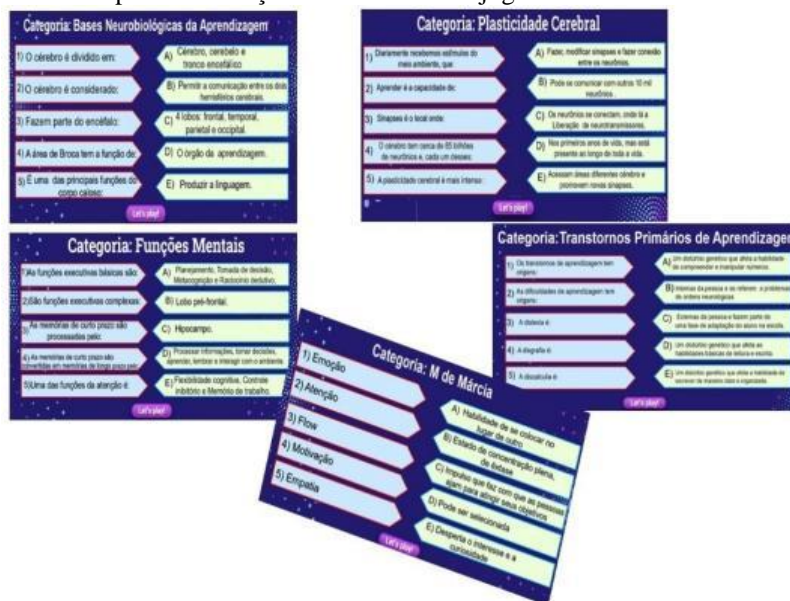 Categoria: Bases Neurobiológicas da Aprendizagem
1) O cérebro é dividido em:
A) Cérebro, cerebelo e
tronco encefálico
2) O cérebro é considerado:
B) Permitir a comunicação entre os dois
hemisférios cerebrais.
3) Fazem parte do encéfalo:
C) 4 lobos: frontal, temporal,
parietal e occipital.
4) A área de Broca tem a função de:
D) O órgão da aprendizagem.
5) É uma das principais funções do
corpo caloso:
E) Produzir a linguagem.
Let's play!
Categoria: Plasticidade Cerebral
1) Diariamente recebemos estímulos do
meio ambiente, que:
A) Fazer, modificar sinapses e fazer conexão
entre os neurônios.
2) Aprender é a capacidade de:
B) Pode se comunicar com outros 10 mil
neurônios.
3) Sinapses é o local onde:
C) Os neurônios se conectam, onde há a
Liberação de neurotransmissores.
4) O cérebro tem cerca de 85 bilhões
de neurônios e, cada um desses:
D) Nos primeiros anos de vida, mas está
presente ao longo de toda a vida.
5) A plasticidade cerebral é mais intensa:
E) Acessam áreas diferentes cérebro e
promovem novas sinapses.
Let's play!
Categoria: Funções Mentais
1) As funções executivas básicas são:
A) Planejamento, Tomada de decisão,
Metacognição e Raciocínio dedutivo.
2) São funções executivas complexas:
B) Lobo pré-frontal.
3) As memórias de curto prazo são
processadas pelo:
C) Hipocampo.
4) As memórias de curto prazo são
convertidas em memórias de longo prazo pelo:
D) Processar informações, tomar decisões,
aprender, lembrar e interagir com o ambiente.
5) Uma das funções da atenção é:
E) Flexibilidade cognitiva, Controle
inibitório e Memória de trabalho.
Let's play!
Categoria: Transtornos Primários de Aprendizagem
1) Os transtornos de aprendizagem tem
origens:
A) Um distúrbio genético que afeta a habilidade
de compreender e manipular números.
2) As dificuldades de aprendizagem tem
origens:
B) Internas da pessoa e se referem a problemas
de ordens neurológicas
3) A dislexia é:
C) Externas da pessoa e fazem parte de
uma fase de adaptação do aluno na escola.
4) A disgrafia é:
D) Um distúrbio genético que afeta as
habilidades básicas de leitura e escrita.
5) A discalculia é:
E) Um distúrbio genético que afeta a habilidade de
escrever de maneira clara e organizada.
Let's play!
Categoria: M de Márcia
1) Emoção
A) Habilidade de se colocar no
lugar de outro
2) Atenção
B) Estado de concentração plena,
de êxtase
3) Flow
C) Impulso que faz com que as pessoas
ajam para atingir seus objetivos
4) Motivação
D) Pode ser selecionada
5) Empatia
E) Desperta o interesse e a
curiosidade
Let's play!